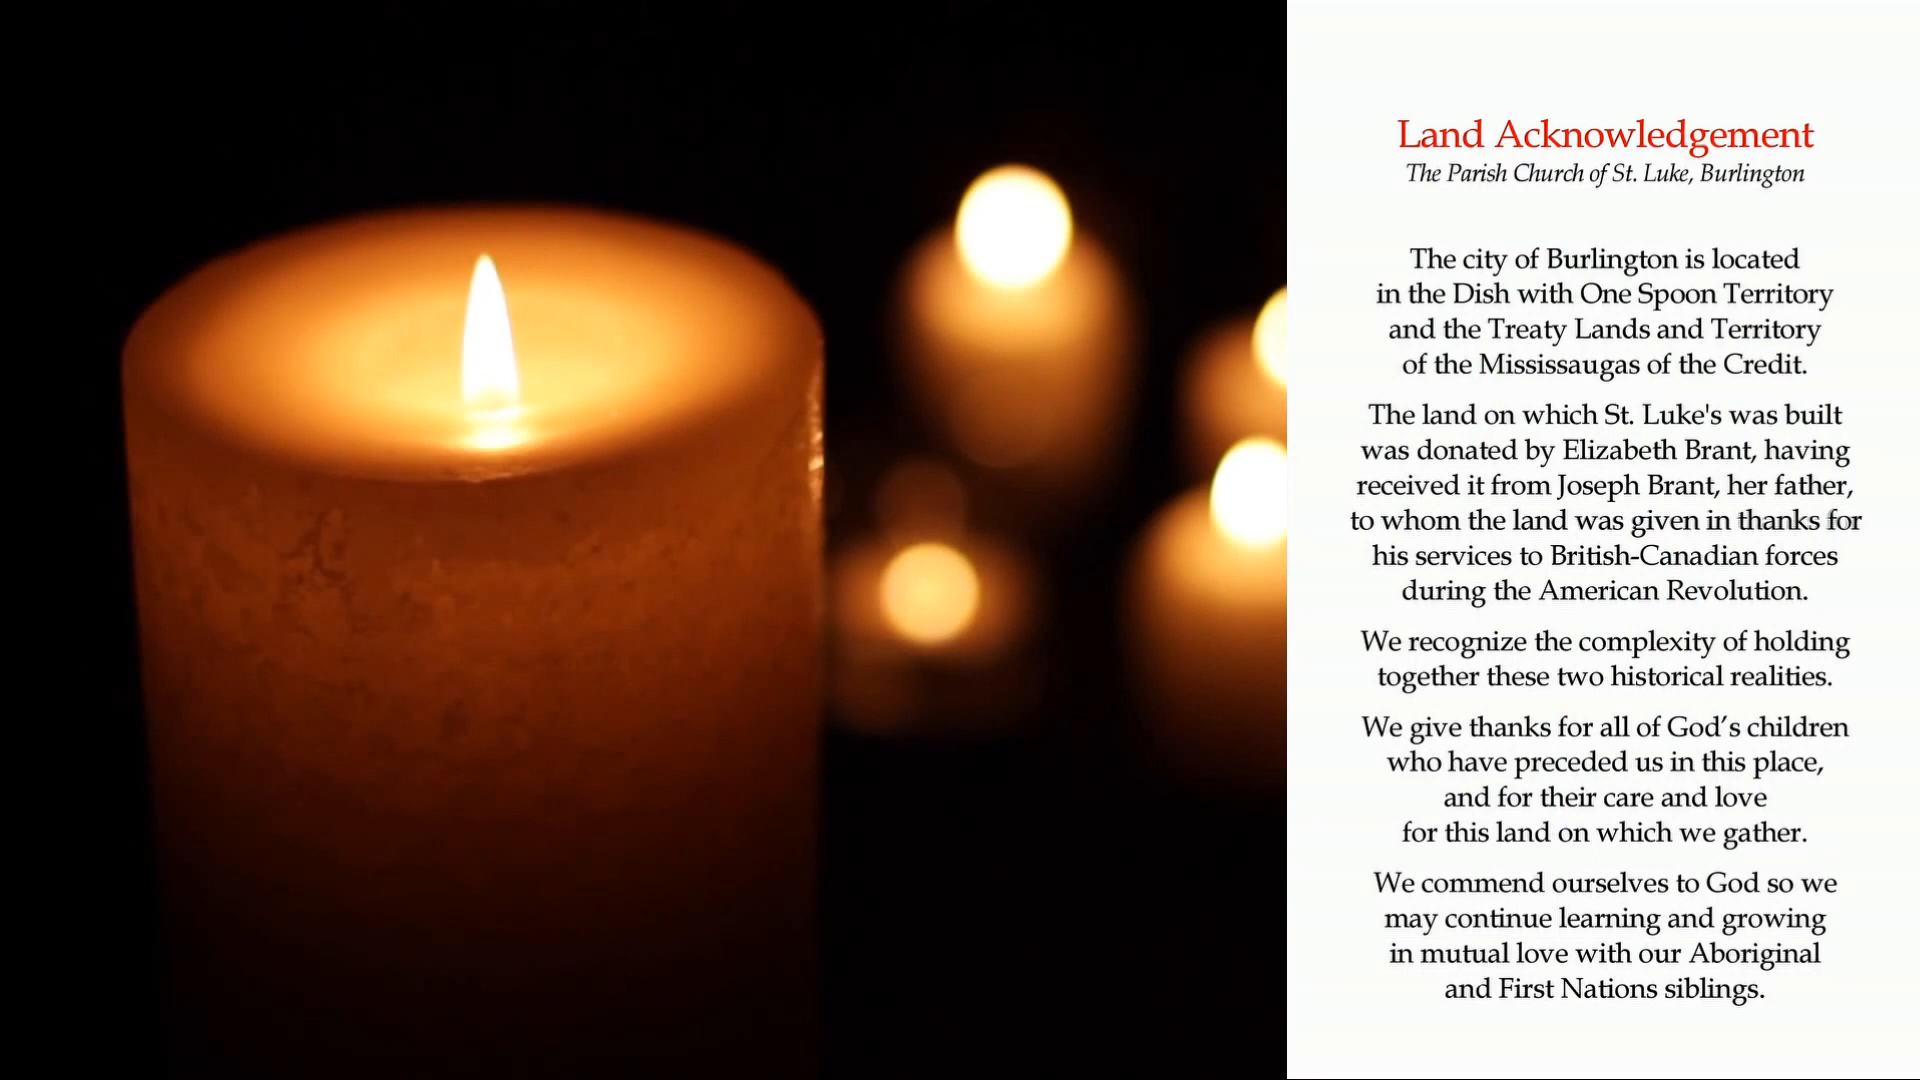 Land Acknowledgement
The Parish Church of St. Luke, Burlington
The city of Burlington is located
in the Dish with One Spoon Territory
and the Treaty Lands and Territory
of the Mississaugas of the Credit.
The land on which St. Luke's was built
was donated by Elizabeth Brant, having
received it from Joseph Brant, her father,
to whom the land was given in thanks for
his services to British-Canadian forces
during the American Revolution.
We recognize the complexity of holding
together these two historical realities.
We give thanks for all of God’s children
who have preceded us in this place,
and for their care and love
for this land on which we gather.
We commend ourselves to God so we
may continue learning and growing
in mutual love with our Aboriginal
and First Nations siblings.